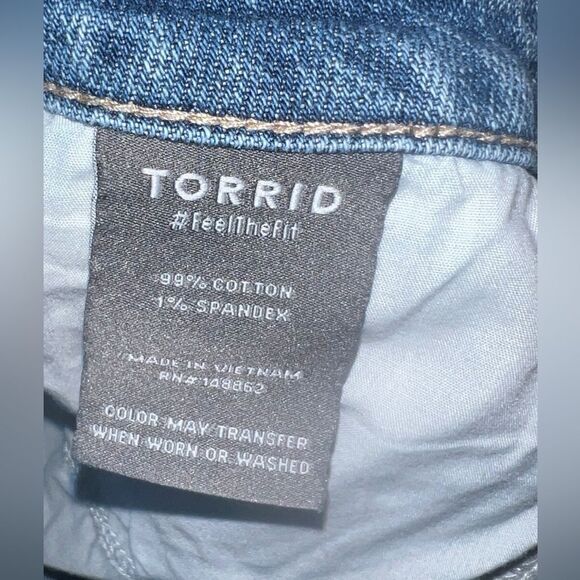 TORRID
#FeelTheFit
99% COTTON
1% SPANDEX
MADE IN VIETNAM
RN# 148862
COLOR MAY TRANSFER
WHEN WORN OR WASHED